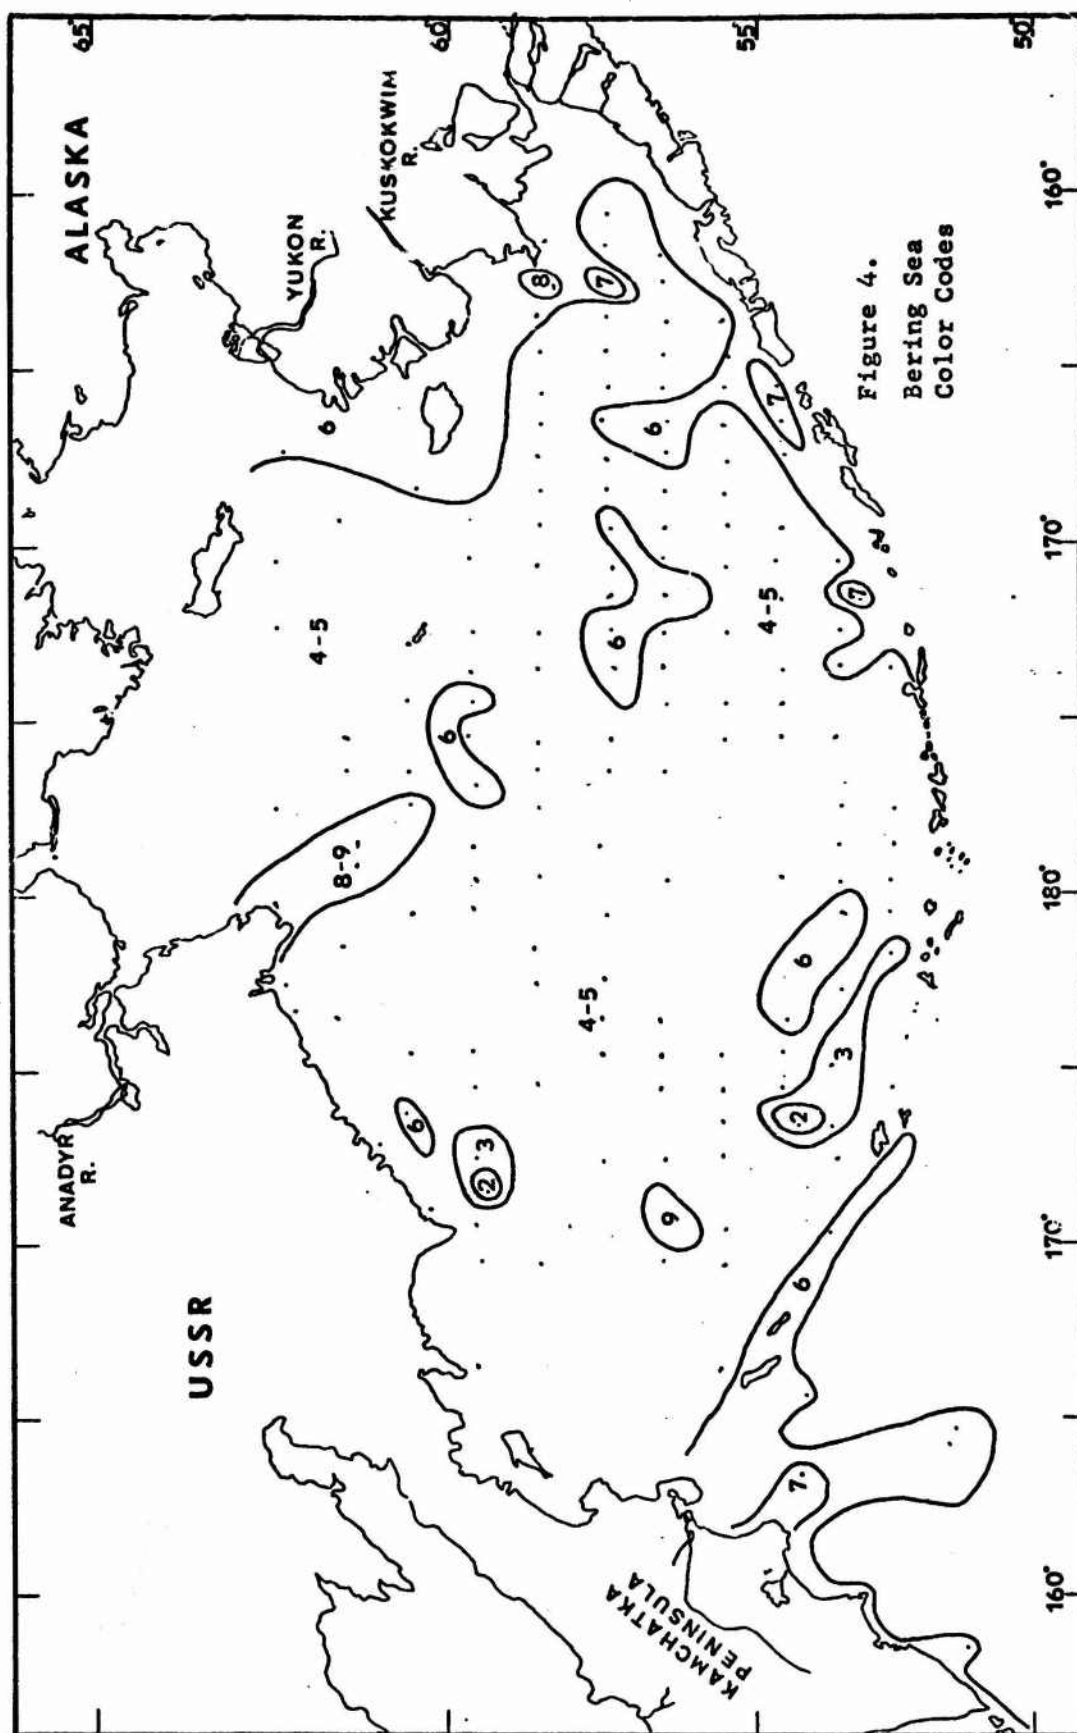 ANADYR
R.
ALASKA
65°
USSR
YUKON
R.
4-5
6
8-9
KUSKOKWIM
R.
6
6
60°
2
3
8
4-5
7
6
6
9
KAMCHATKA
PENINSULA
4-5
7
55°
7
2
6
6
3
7
Figure 4.
Bering Sea
Color Codes
50°
160°
170°
180°
170°
160°